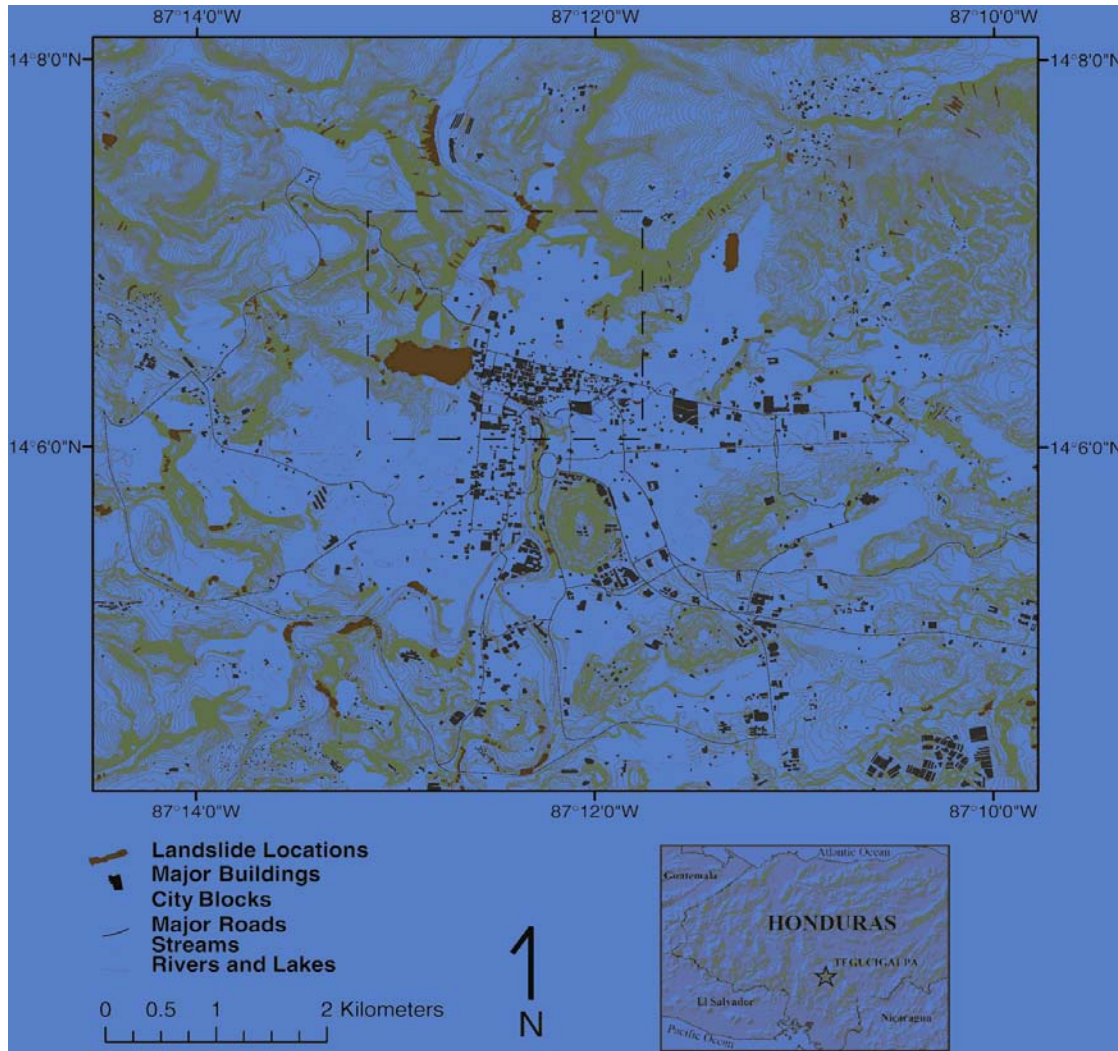 87°14'0"W 87°12'0"W 87°10'0"W
14°8'0"N 14°8'0"N
14°6'0"N 14°6'0"N
87°14'0"W 87°12'0"W 87°10'0"W
Landslide Locations
Major Buildings
City Blocks
Major Roads
Streams
Rivers and Lakes
0 0.5 1 2 Kilometers
N
Atlantic Ocean
Guatemala
HONDURAS
TEGUCIGALPA
El Salvador
Nicaragua
Pacific Ocean